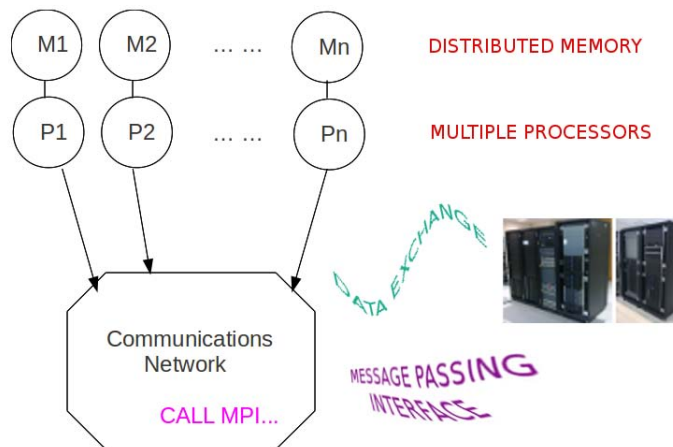 M1 M2 ... ... Mn DISTRIBUTED MEMORY
P1 P2 ... ... Pn MULTIPLE PROCESSORS
DATA EXCHANGE
Communications
Network
CALL MPI...
MESSAGE PASSING
INTERFACE